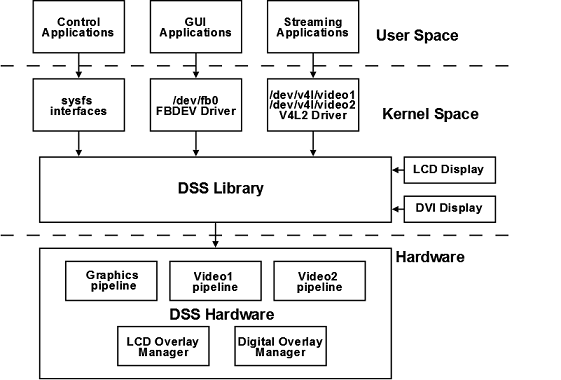 Control
Applications
GUI
Applications
Streaming
Applications
User Space
sysfs
interfaces
/dev/fb0
FBDEV Driver
/dev/v4l/video1
/dev/v4l/video2
V4L2 Driver
Kernel Space
DSS Library
LCD Display
DVI Display
Hardware
Graphics
pipeline
Video1
pipeline
Video2
pipeline
DSS Hardware
LCD Overlay
Manager
Digital Overlay
Manager